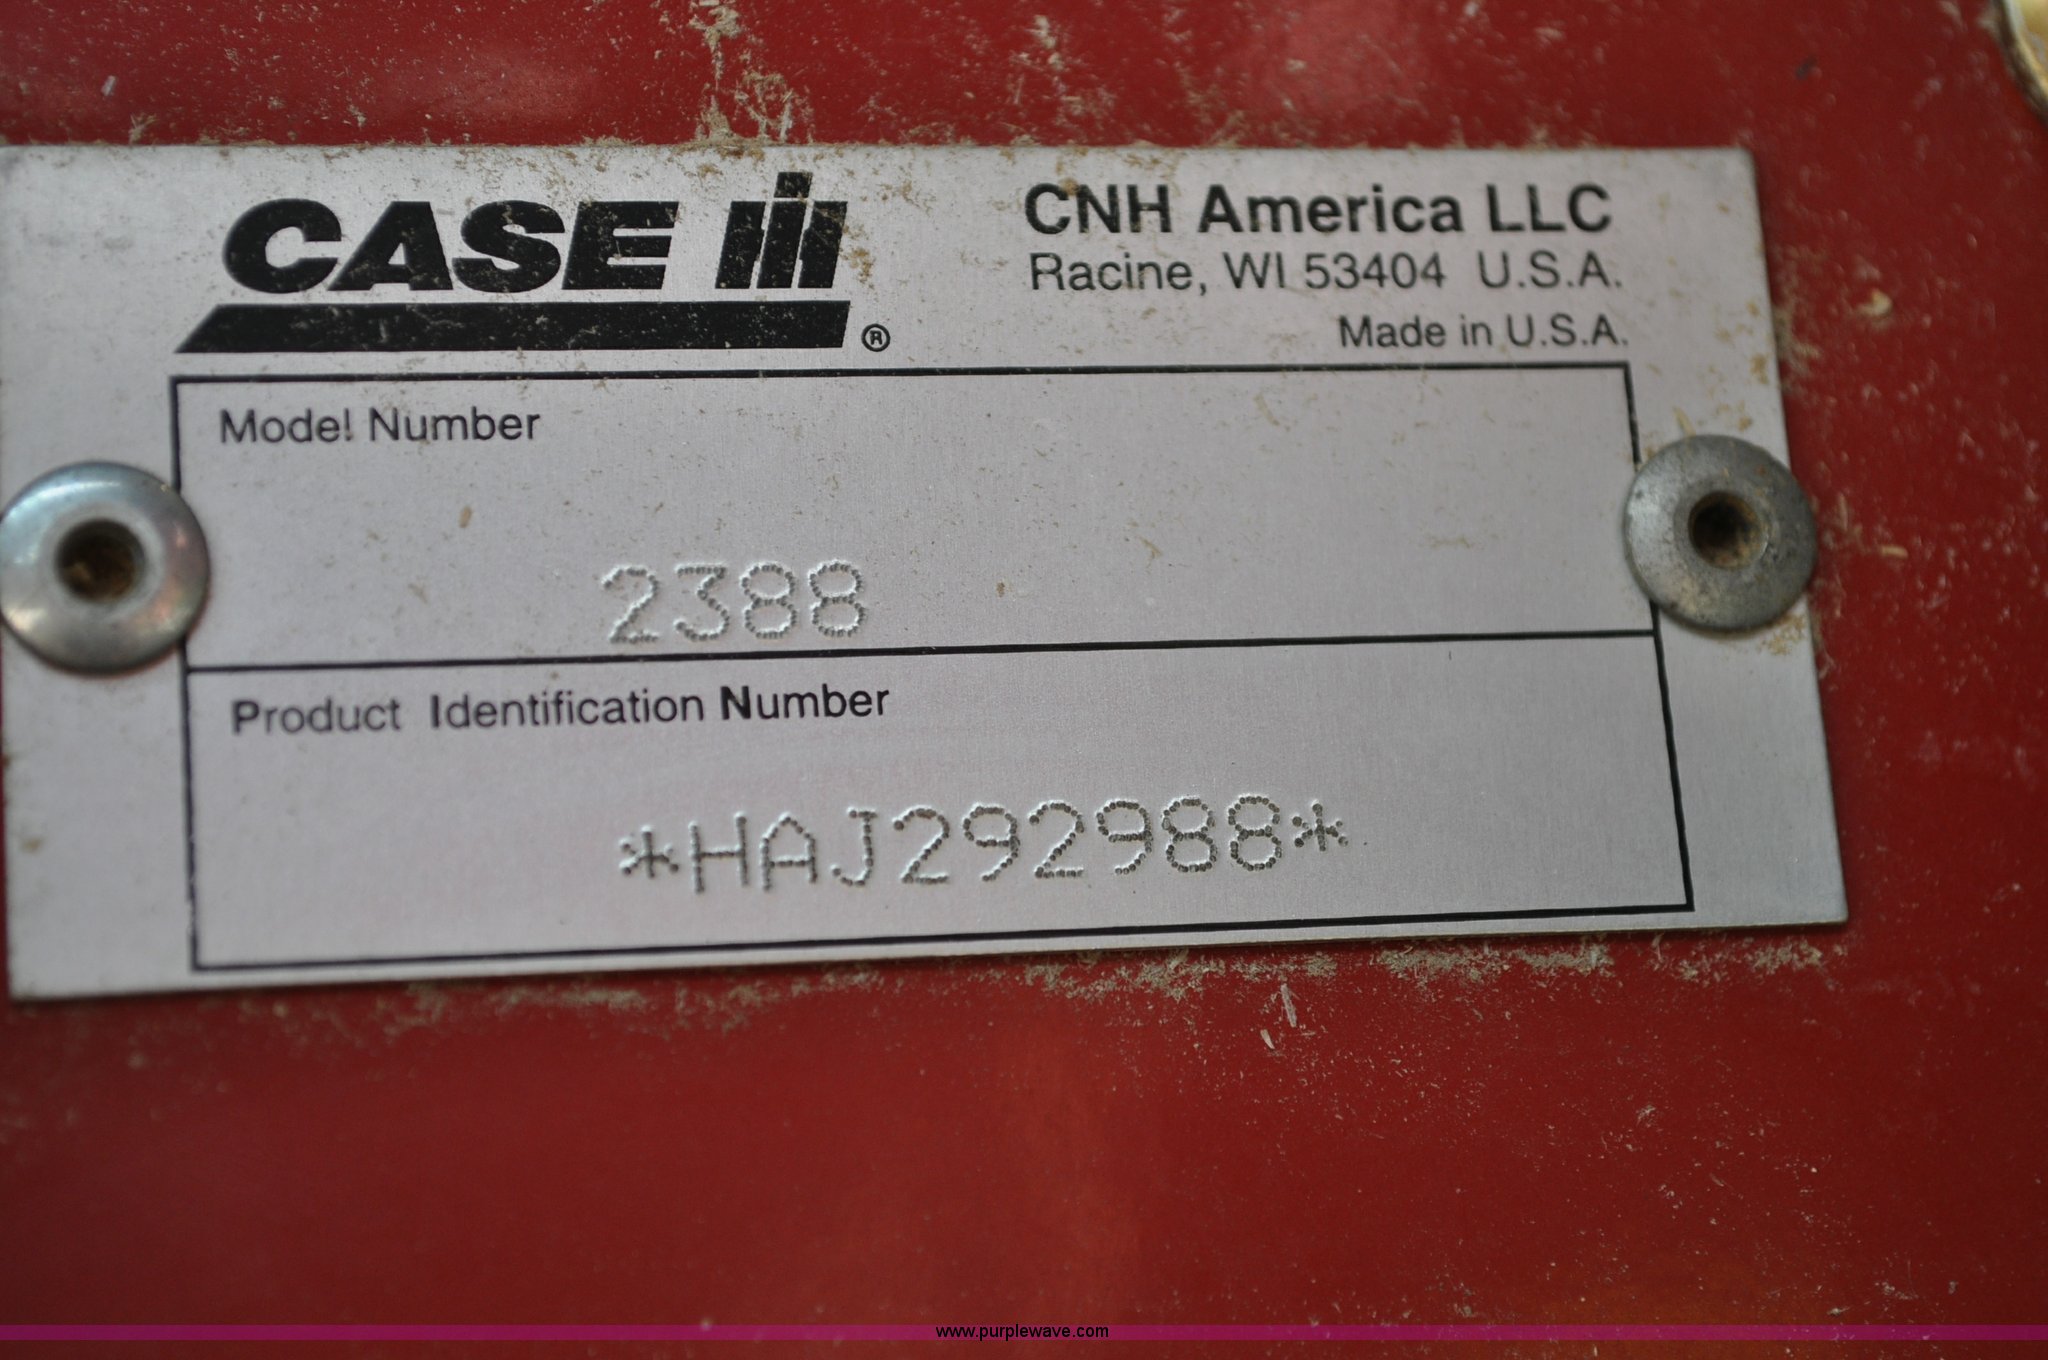 CASE IH ®
CNH America LLC
Racine, WI 53404 U.S.A.
Made in U.S.A.
Model Number
2388
Product Identification Number
*HAJ292988*
www.purplewave.com